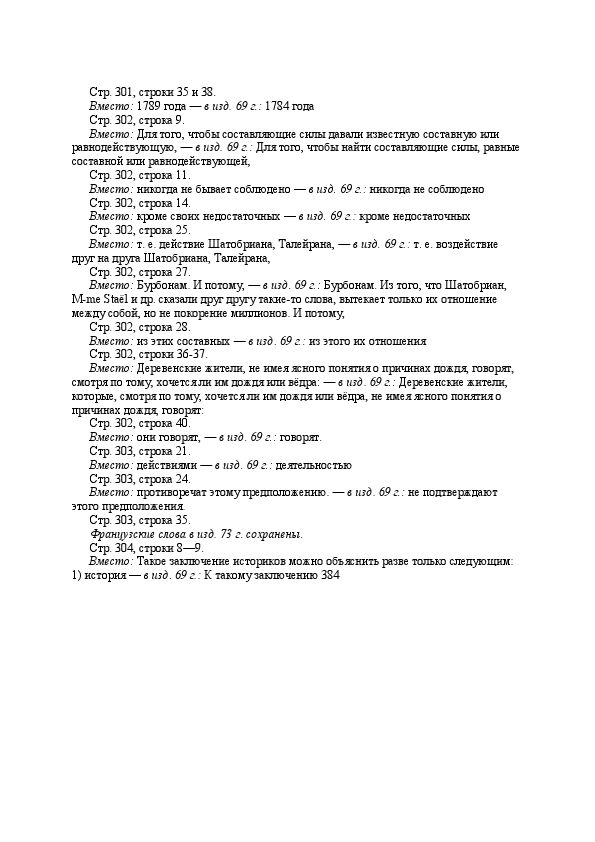 Стр. 301, строки 35 и 38.
Вместо: 1789 года — в изд. 69 г.: 1784 года
Стр. 302, строка 9.
Вместо: Для того, чтобы составляющие силы давали известную составную или
равнодействующую, — в изд. 69 г.: Для того, чтобы найти составляющие силы, равные
составной или равнодействующей,
Стр. 302, строка 11.
Вместо: никогда не бывает соблюдено — в изд. 69 г.: никогда не соблюдено
Стр. 302, строка 14.
Вместо: кроме своих недостаточных — в изд. 69 г.: кроме недостаточных
Стр. 302, строка 25.
Вместо: т. е. действие Шатобриана, Талейрана, — в изд. 69 г.: т. е. воздействие
друг на друга Шатобриана, Талейрана,
Стр. 302, строка 27.
Вместо: Бурбонам. И потому, — в изд. 69 г.: Бурбонам. Из того, что Шатобриан,
M-me Staël и др. сказали друг другу такие-то слова, вытекает только их отношение
между собой, но не покорение миллионов. И потому,
Стр. 302, строка 28.
Вместо: из этих составных — в изд. 69 г.: из этого их отношения
Стр. 302, строки 36-37.
Вместо: Деревенские жители, не имея ясного понятия о причинах дождя, говорят,
смотря по тому, хочется ли им дождя или вёдра: — в изд. 69 г.: Деревенские жители,
которые, смотря по тому, хочется ли им дождя или вёдра, не имея ясного понятия о
причинах дождя, говорят:
Стр. 302, строка 40.
Вместо: они говорят, — в изд. 69 г.: говорят.
Стр. 303, строка 21.
Вместо: действиями — в изд. 69 г.: деятельностью
Стр. 303, строка 24.
Вместо: противоречат этому предположению. — в изд. 69 г.: не подтверждают
этого предположения.
Стр. 303, строка 35.
Французские слова в изд. 73 г. сохранены.
Стр. 304, строки 8—9.
Вместо: Такое заключение историков можно объяснить разве только следующим:
1) история — в изд. 69 г.: К такому заключению 384